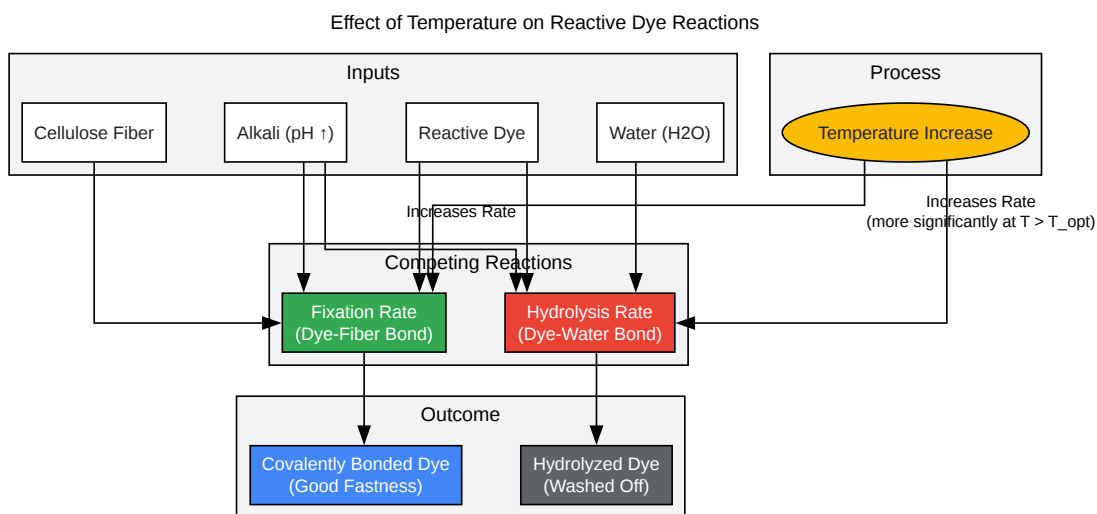 Effect of Temperature on Reactive Dye Reactions
Inputs
Process
Cellulose Fiber
Alkali (pH ↑)
Reactive Dye
Water (H2O)
Temperature Increase
Increases Rate
Increases Rate
(more significantly at T > T_opt)
Competing Reactions
Fixation Rate
(Dye-Fiber Bond)
Hydrolysis Rate
(Dye-Water Bond)
Outcome
Covalently Bonded Dye
(Good Fastness)
Hydrolyzed Dye
(Washed Off)